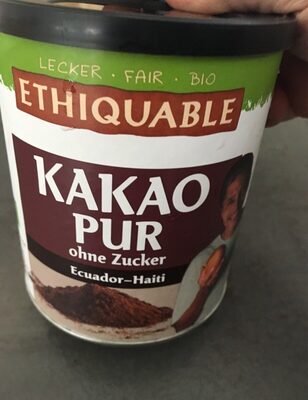 LECKER · FAIR · BIO
ETHIQUABLE
KAKAO
PUR
ohne Zucker
Ecuador–Haiti